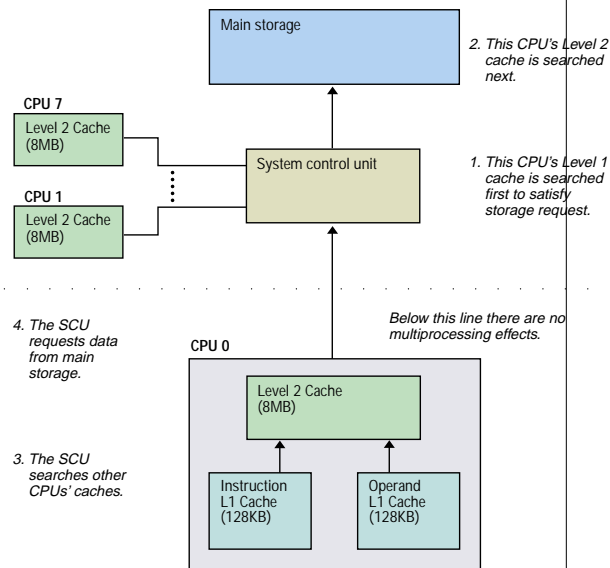 Main storage
2. This CPU's Level 2
cache is searched
next.
CPU 7
Level 2 Cache
(8MB)
System control unit
1. This CPU's Level 1
cache is searched
first to satisfy
storage request.
CPU 1
Level 2 Cache
(8MB)
4. The SCU
requests data
from main
storage.
Below this line there are no
multiprocessing effects.
CPU 0
Level 2 Cache
(8MB)
3. The SCU
searches other
CPUs' caches.
Instruction
L1 Cache
(128KB)
Operand
L1 Cache
(128KB)